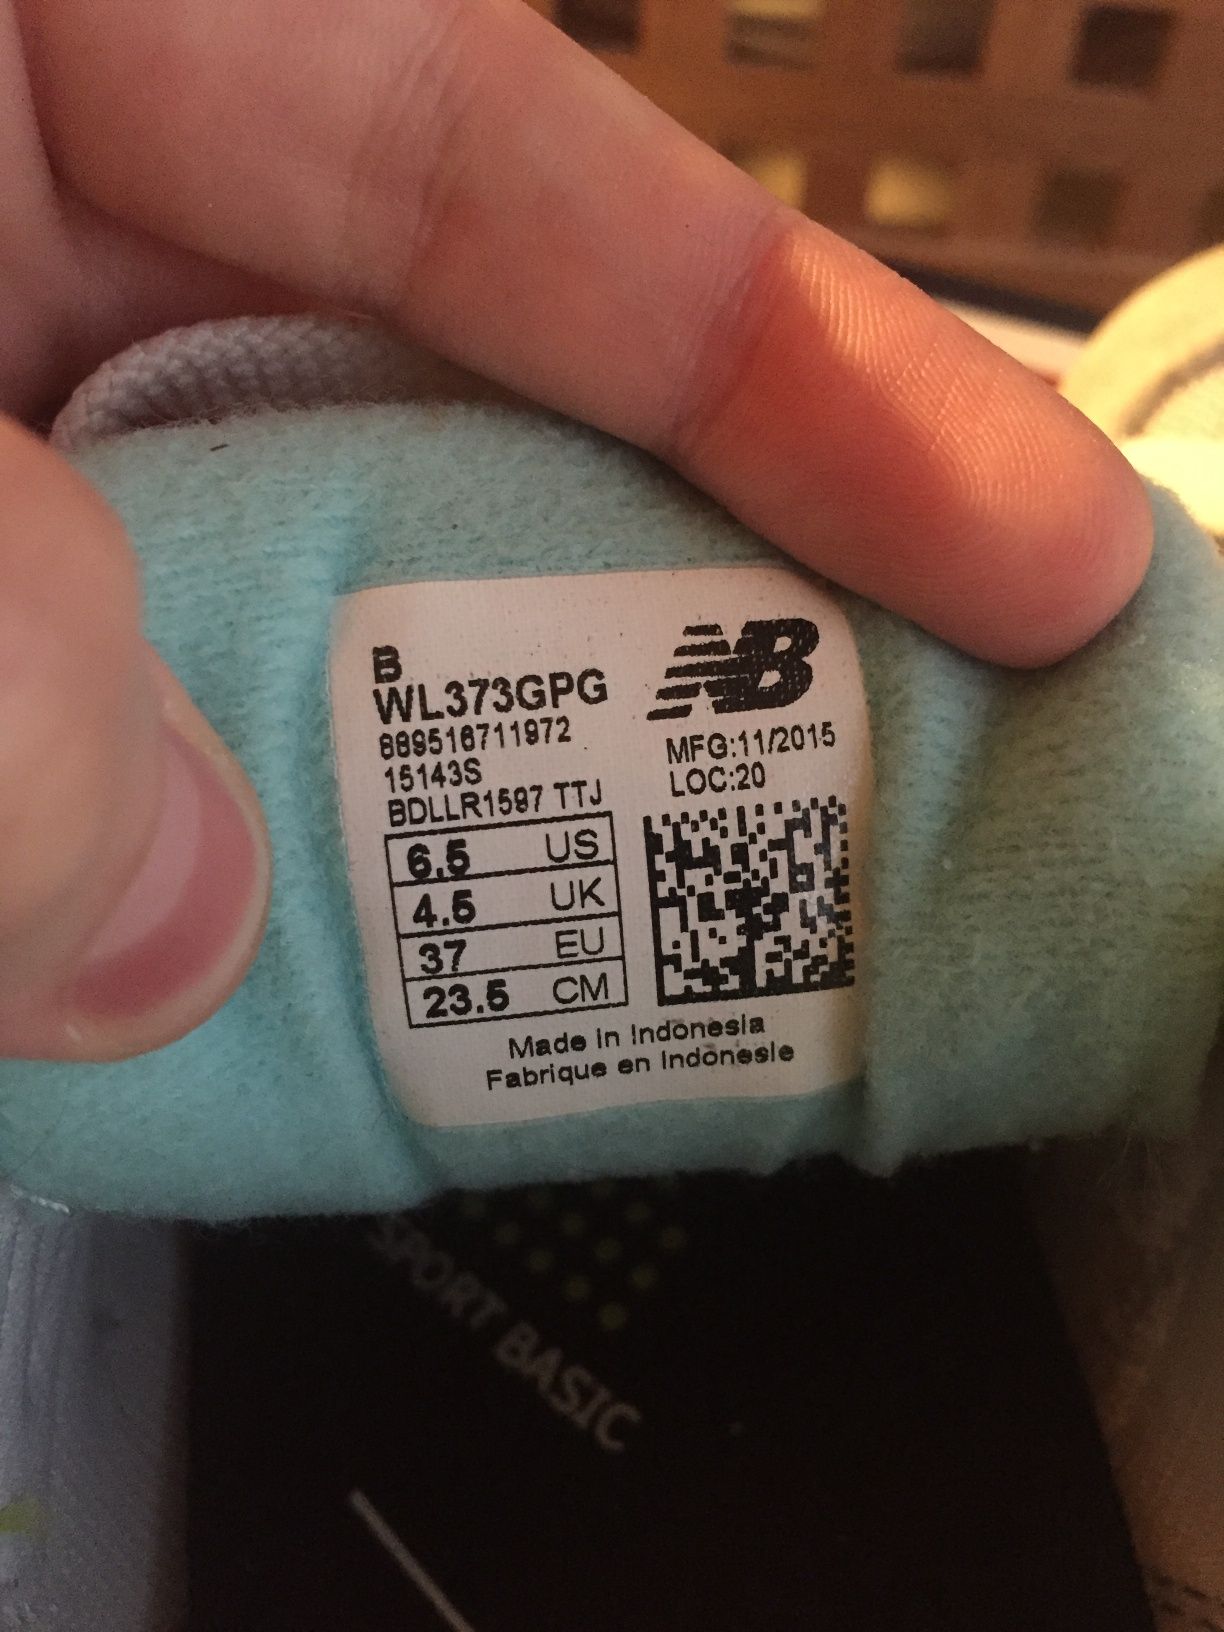 B
WL373GPG
889516711972
15143S
BDLLR1597 TTJ
6.5 US
4.5 UK
37 EU
23.5 CM
NB
MFG:11/2015
LOC:20
Made in Indonesia
Fabrique en Indonesie
SPORT BASIC